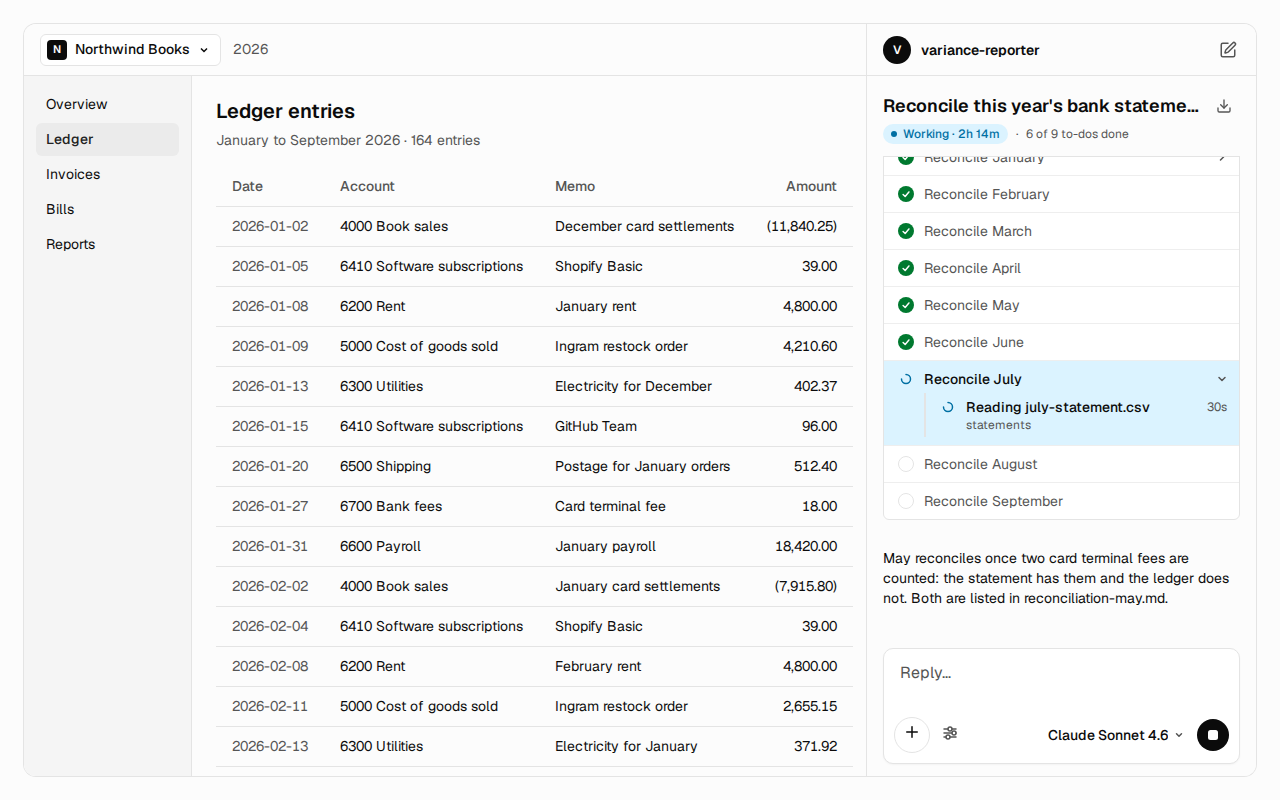 N Northwind Books
2026
V variance-reporter
Overview
Ledger
Invoices
Bills
Reports
Ledger entries
January to September 2026 · 164 entries
Date Account Memo Amount
2026-01-02 4000 Book sales December card settlements (11,840.25)
2026-01-05 6410 Software subscriptions Shopify Basic 39.00
2026-01-08 6200 Rent January rent 4,800.00
2026-01-09 5000 Cost of goods sold Ingram restock order 4,210.60
2026-01-13 6300 Utilities Electricity for December 402.37
2026-01-15 6410 Software subscriptions GitHub Team 96.00
2026-01-20 6500 Shipping Postage for January orders 512.40
2026-01-27 6700 Bank fees Card terminal fee 18.00
2026-01-31 6600 Payroll January payroll 18,420.00
2026-02-02 4000 Book sales January card settlements (7,915.80)
2026-02-04 6410 Software subscriptions Shopify Basic 39.00
2026-02-08 6200 Rent February rent 4,800.00
2026-02-11 5000 Cost of goods sold Ingram restock order 2,655.15
2026-02-13 6300 Utilities Electricity for January 371.92
Reconcile this year's bank stateme...
Working · 2h 14m · 6 of 9 to-dos done
Reconcile January
Reconcile February
Reconcile March
Reconcile April
Reconcile May
Reconcile June
Reconcile July
Reading july-statement.csv 30s
statements
Reconcile August
Reconcile September
May reconciles once two card terminal fees are
counted: the statement has them and the ledger does
not. Both are listed in reconciliation-may.md.
Reply...
Claude Sonnet 4.6